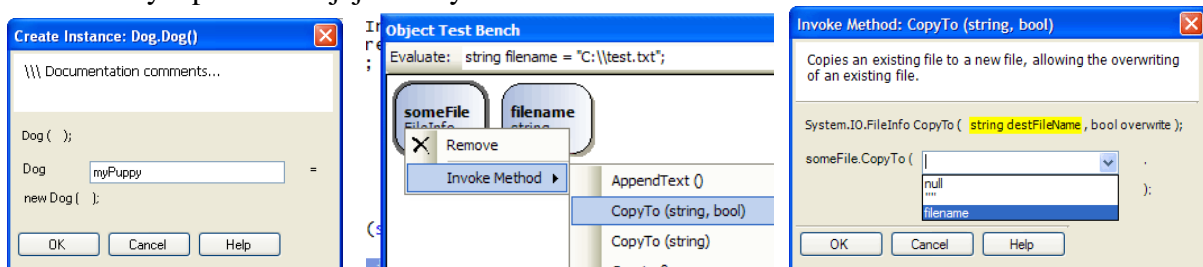 Create Instance: Dog.Dog()
\\\ Documentation comments...
Dog (  );
Dog myPuppy =
new Dog (  );
OK Cancel Help
Object Test Bench
Evaluate: string filename = "C:\\test.txt";
someFile filename
FileInfo string
Remove
Invoke Method
AppendText ()
CopyTo (string, bool)
CopyTo (string)
Invoke Method: CopyTo (string, bool)
Copies an existing file to a new file, allowing the overwriting
of an existing file.
System.IO.FileInfo CopyTo ( string destFileName , bool overwrite );
someFile.CopyTo ( ,
null
""
);
filename
OK Cancel Help